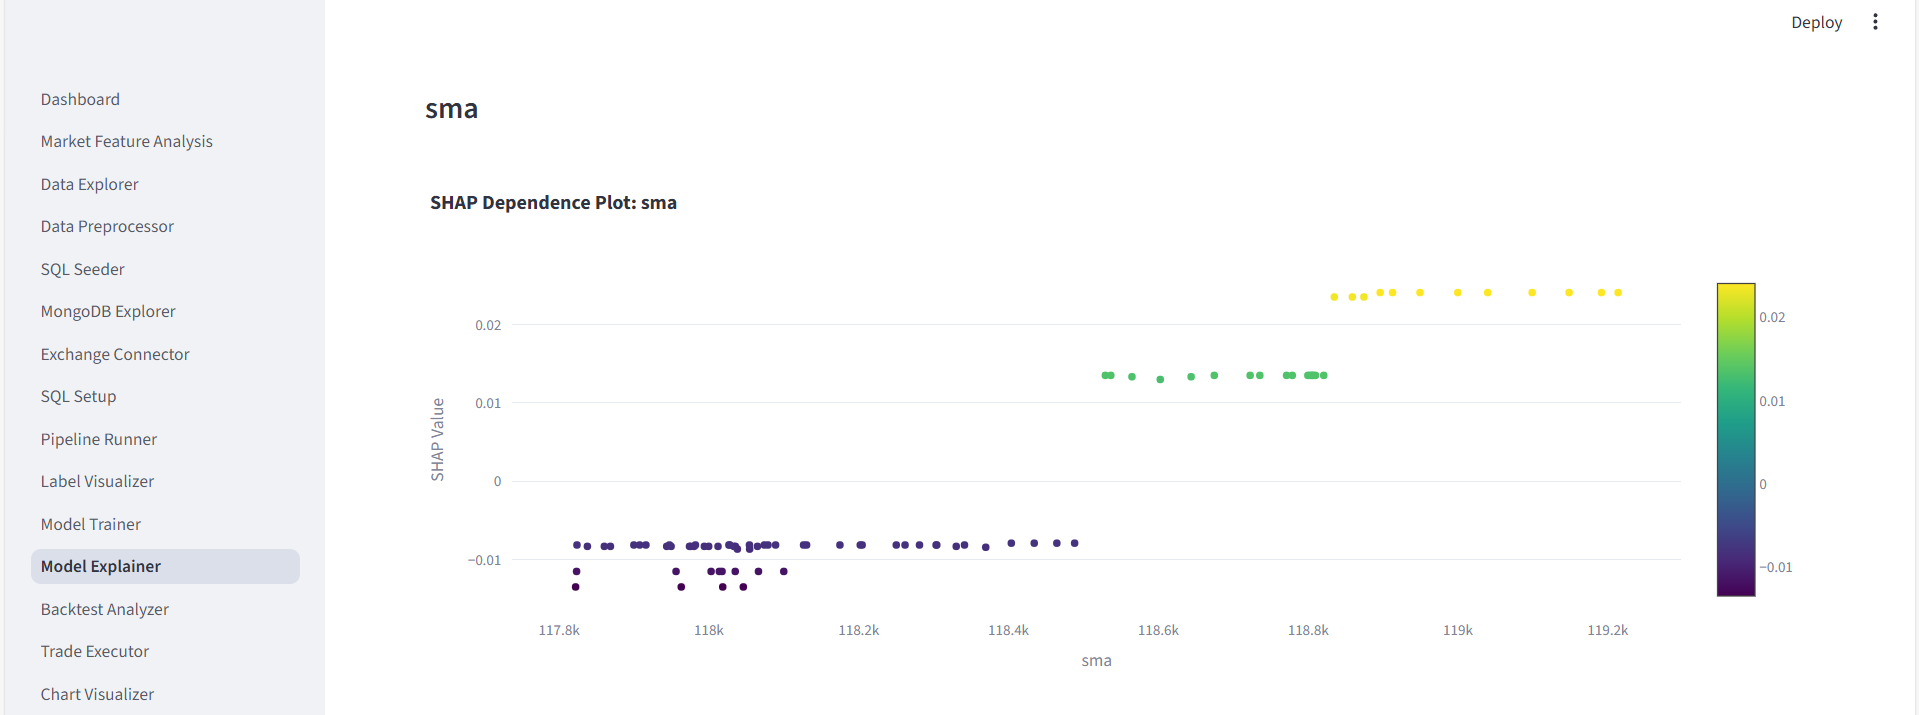 Deploy
Dashboard
Market Feature Analysis
Data Explorer
Data Preprocessor
SQL Seeder
MongoDB Explorer
Exchange Connector
SQL Setup
Pipeline Runner
Label Visualizer
Model Trainer
Model Explainer
Backtest Analyzer
Trade Executor
Chart Visualizer
sma
SHAP Dependence Plot: sma
SHAP Value
0.02
0.01
0
−0.01
117.8k 118k 118.2k 118.4k 118.6k 118.8k 119k 119.2k
sma
0.02
0.01
0
−0.01